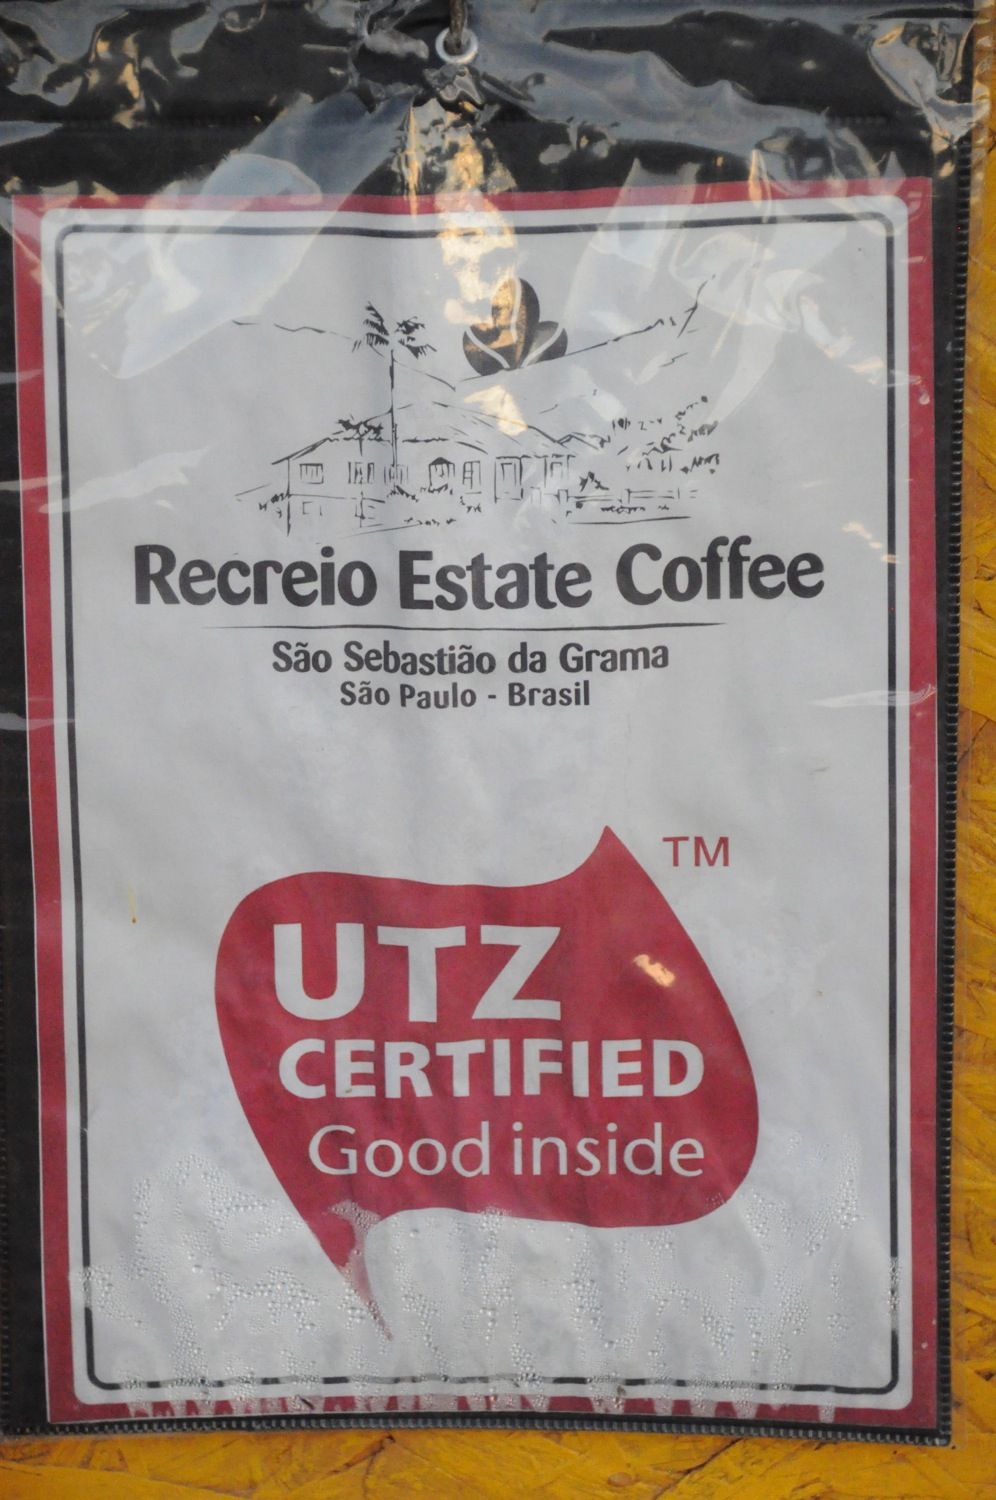 Recreio Estate Coffee
São Sebastião da Grama
São Paulo - Brasil
TM
UTZ
CERTIFIED
Good inside